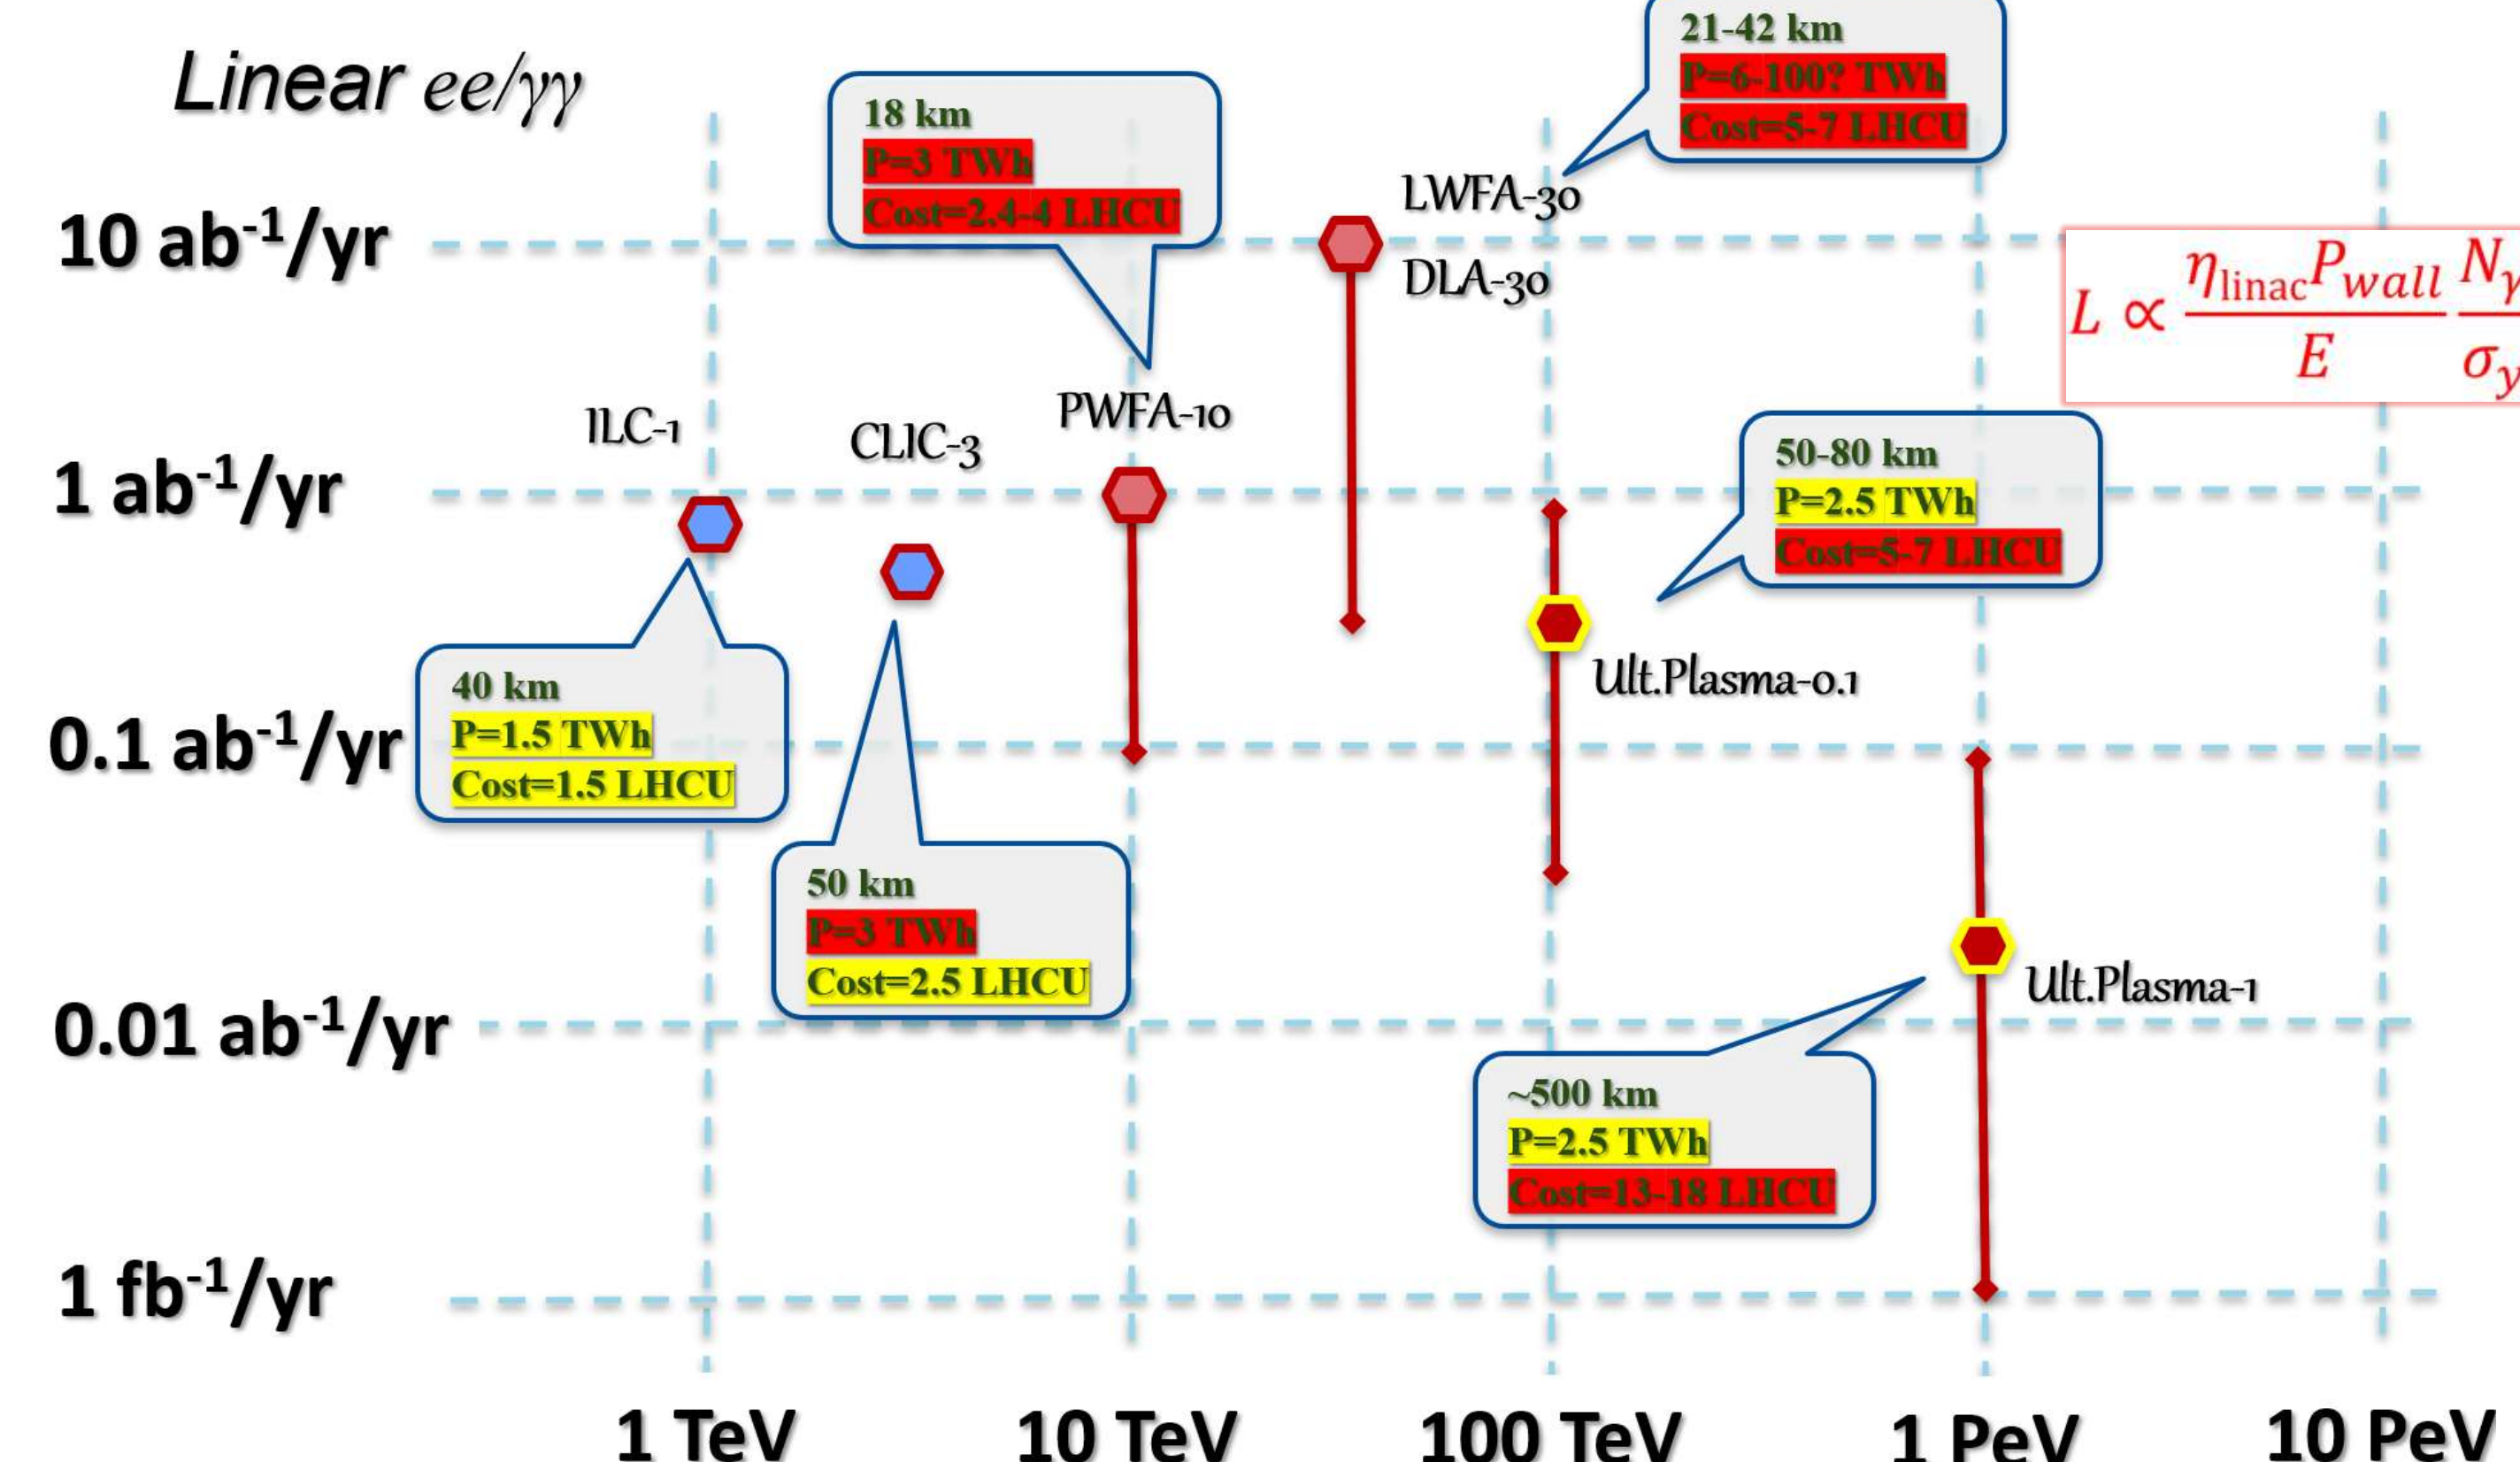 Linear ee/γγ
21-42 km
P=6-100? TWh
Cost=5-7 LHCU
18 km
P=3 TWh
Cost=2.4-4 LHCU
10 ab⁻¹/yr
LWFA-30
DLA-30
L ∝ η_linac P_wall / E N_γ / σ_y
ILC-1
CLIC-3
PWFA-10
1 ab⁻¹/yr
50-80 km
P=2.5 TWh
Cost=5-7 LHCU
40 km
P=1.5 TWh
Cost=1.5 LHCU
Ult.Plasma-0.1
0.1 ab⁻¹/yr
50 km
P=3 TWh
Cost=2.5 LHCU
Ult.Plasma-1
0.01 ab⁻¹/yr
~500 km
P=2.5 TWh
Cost=13-18 LHCU
1 fb⁻¹/yr
1 TeV 10 TeV 100 TeV 1 PeV 10 PeV